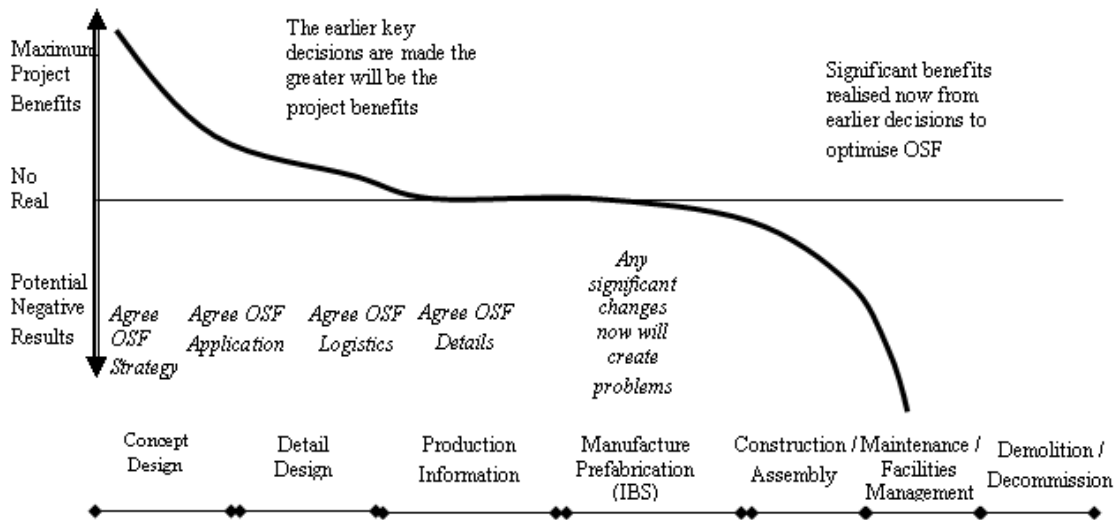 Maximum
Project
Benefits
The earlier key
decisions are made the
greater will be the
project benefits
Significant benefits
realised now from
earlier decisions to
optimise OSF
No
Real
Potential
Negative
Results
Agree
OSF
Strategy
Agree OSF
Application
Agree OSF
Logistics
Agree OSF
Details
Any
significant
changes
now will
create
problems
Concept
Design
Detail
Design
Production
Information
Manufacture
Prefabrication
(IBS)
Construction /
Assembly
Maintenance /
Facilities
Management
Demolition /
Decommission